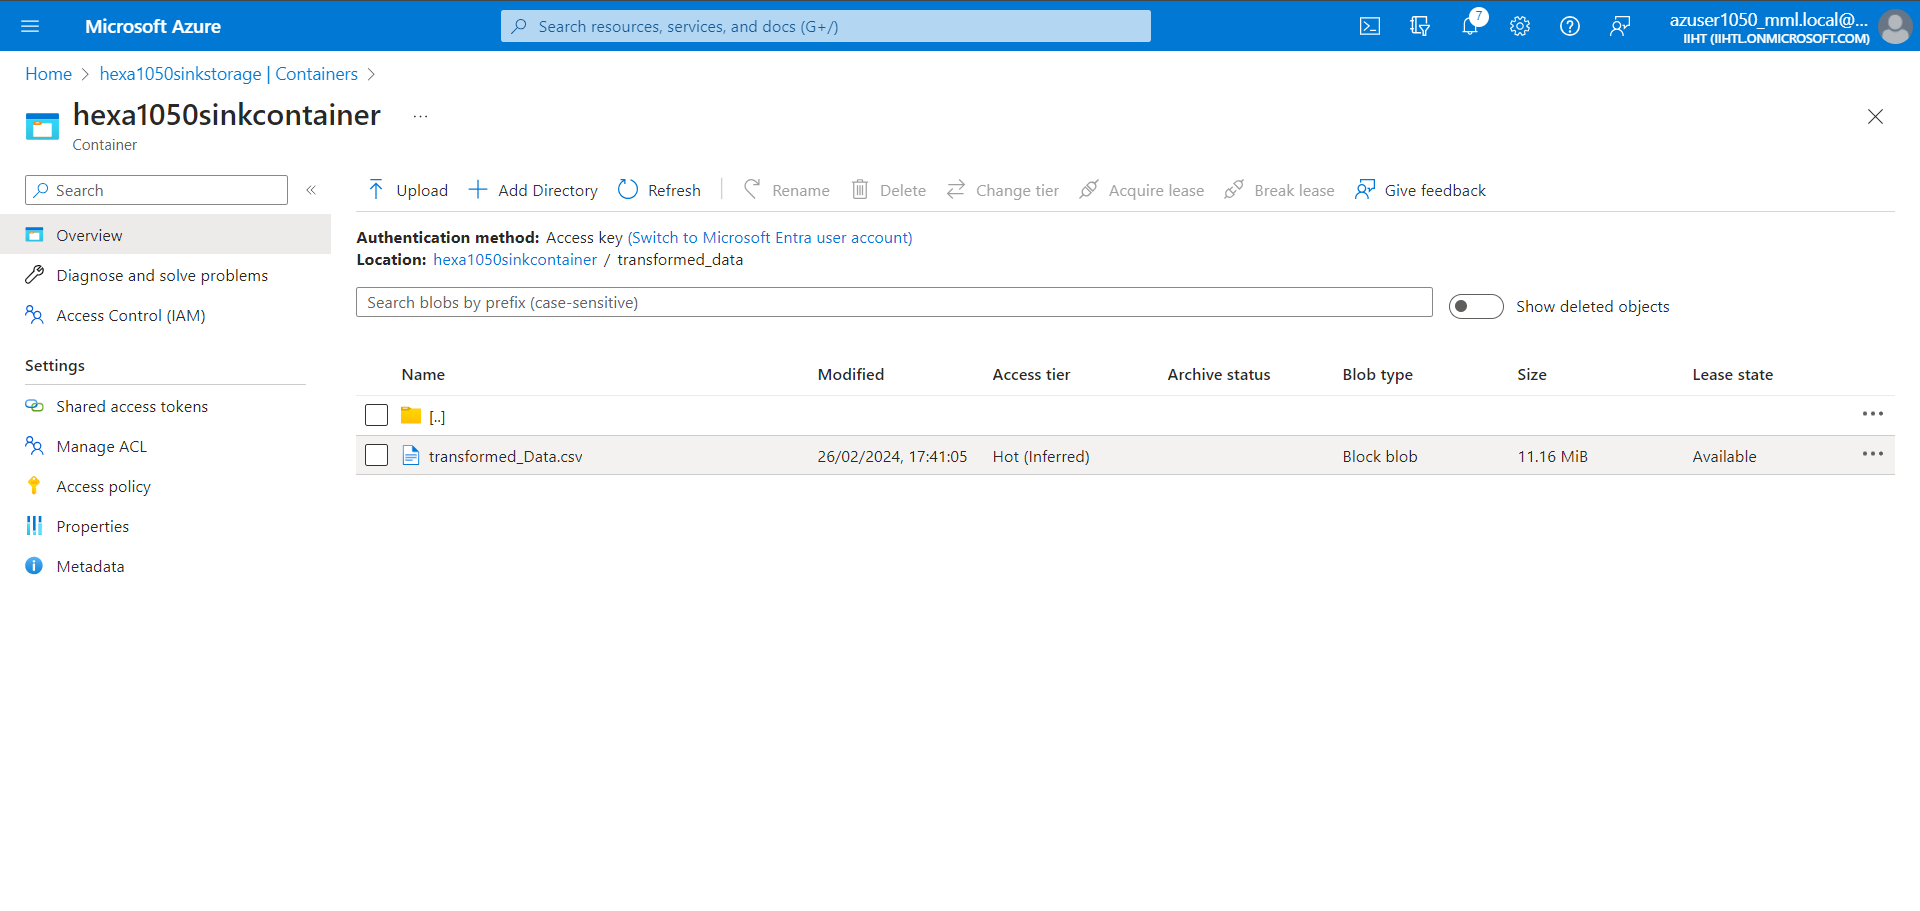 Microsoft Azure
Search resources, services, and docs (G+/)
7
azuser1050_mml.local@...
IIHT (IIHTL.ONMICROSOFT.COM)
Home > hexa1050sinkstorage | Containers >
hexa1050sinkcontainer ...
Container
Search «
Overview
Diagnose and solve problems
Access Control (IAM)
Settings
Shared access tokens
Manage ACL
Access policy
Properties
Metadata
Upload Add Directory Refresh Rename Delete Change tier Acquire lease Break lease Give feedback
Authentication method: Access key (Switch to Microsoft Entra user account)
Location: hexa1050sinkcontainer / transformed_data
Search blobs by prefix (case-sensitive)
Show deleted objects
Name Modified Access tier Archive status Blob type Size Lease state
[..] ...
transformed_Data.csv 26/02/2024, 17:41:05 Hot (Inferred) Block blob 11.16 MiB Available ...